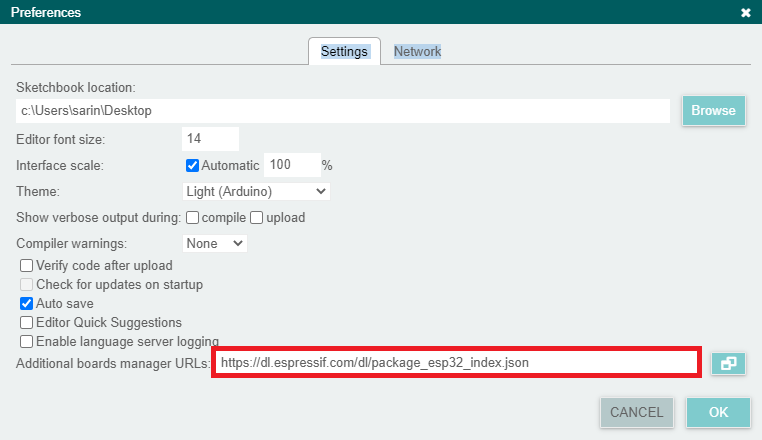 Preferences
Settings Network
Sketchbook location:
c:\Users\sarin\Desktop
Browse
Editor font size: 14
Interface scale: Automatic 100 %
Theme: Light (Arduino)
Show verbose output during: compile upload
Compiler warnings: None
Verify code after upload
Check for updates on startup
Auto save
Editor Quick Suggestions
Enable language server logging
Additional boards manager URLs: https://dl.espressif.com/dl/package_esp32_index.json
CANCEL OK